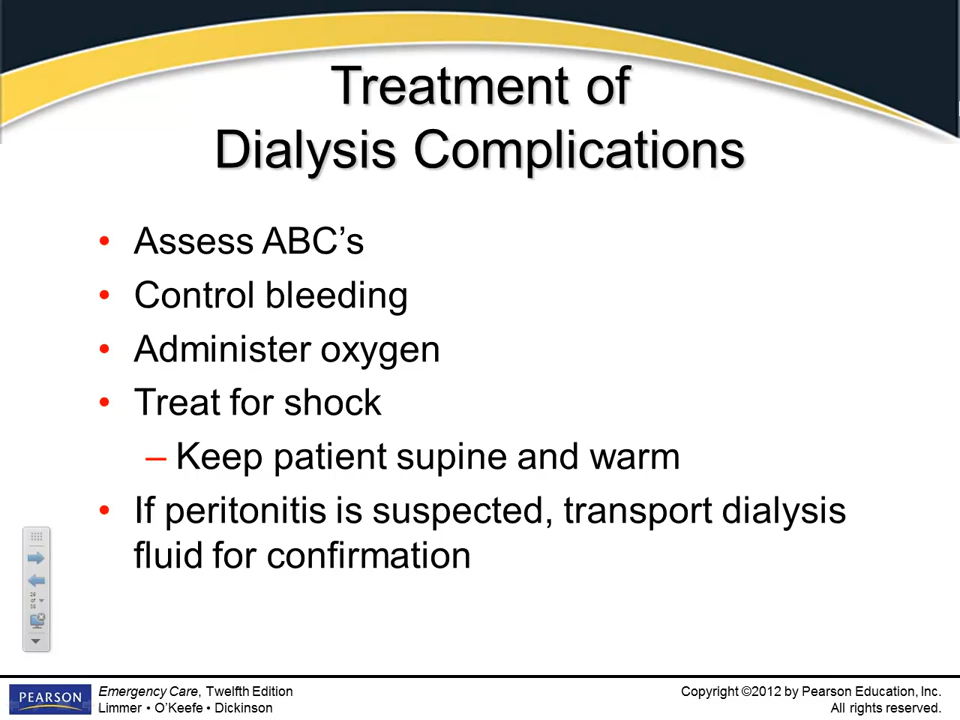 Treatment of
Dialysis Complications
• Assess ABC’s
• Control bleeding
• Administer oxygen
• Treat for shock
– Keep patient supine and warm
• If peritonitis is suspected, transport dialysis
fluid for confirmation
of
PEARSON
Emergency Care, Twelfth Edition
Limmer • O’Keefe • Dickinson
Copyright ©2012 by Pearson Education, Inc.
All rights reserved.